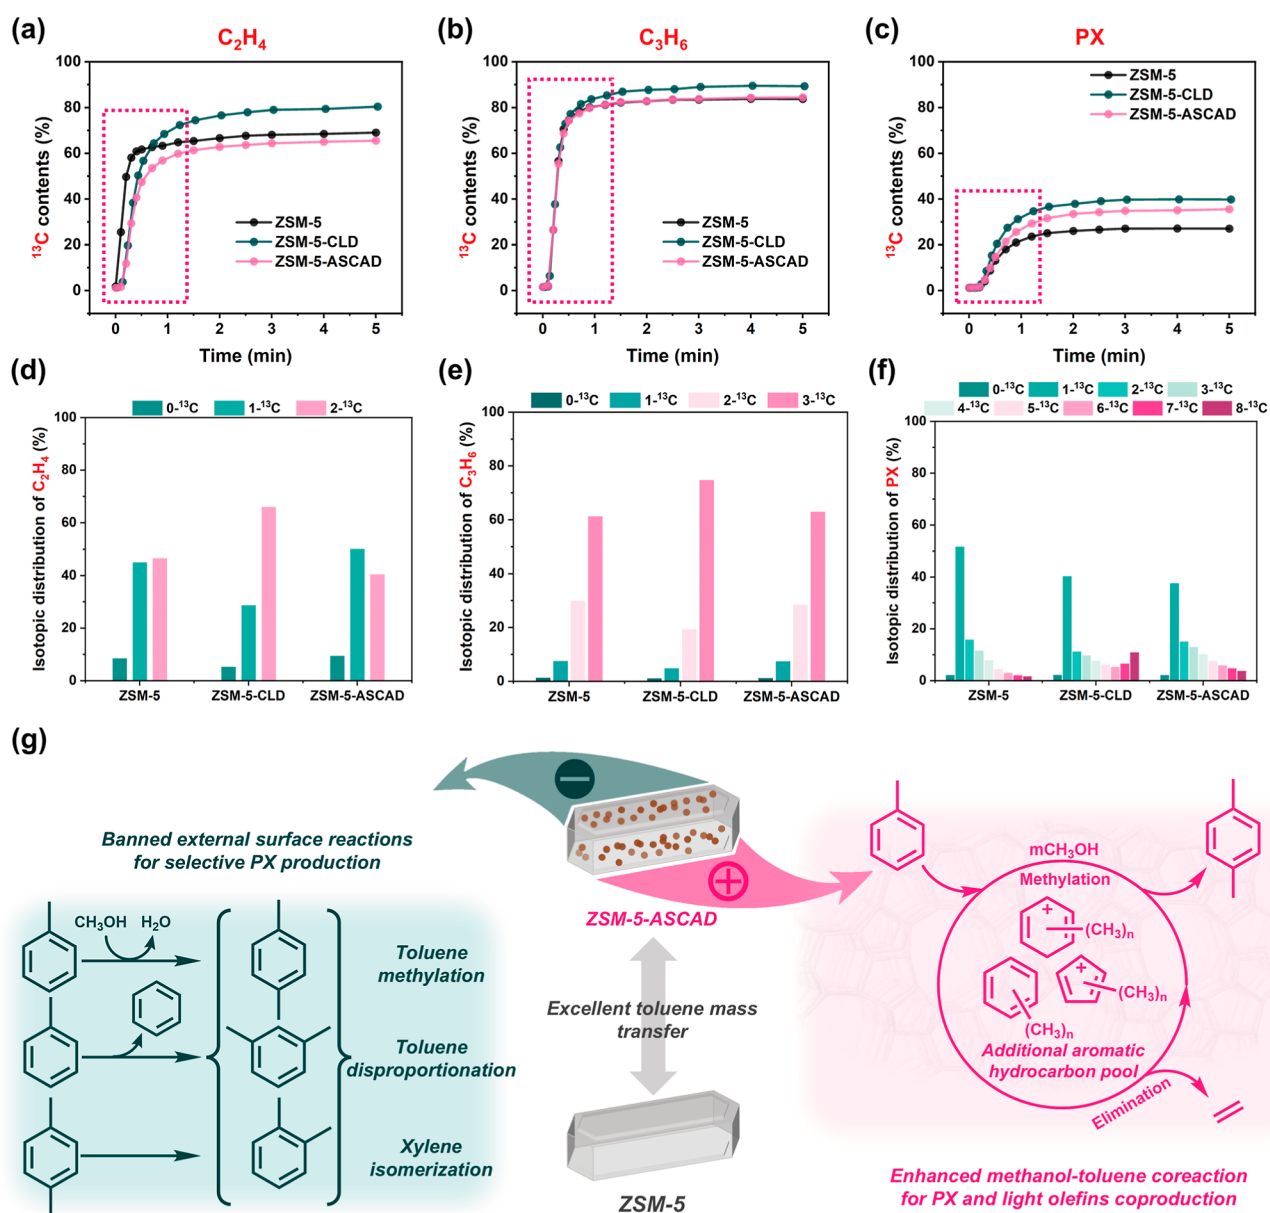 (a)
C₂H₄
¹³C contents (%)
100
80
60
40
20
0
ZSM-5
ZSM-5-CLD
ZSM-5-ASCAD
0 1 2 3 4 5
Time (min)
(b)
C₃H₆
¹³C contents (%)
100
80
60
40
20
0
ZSM-5
ZSM-5-CLD
ZSM-5-ASCAD
0 1 2 3 4 5
Time (min)
(c)
PX
¹³C contents (%)
100
80
60
40
20
0
ZSM-5
ZSM-5-CLD
ZSM-5-ASCAD
0 1 2 3 4 5
Time (min)
(d)
0-¹³C 1-¹³C 2-¹³C
Isotopic distribution of C₂H₄ (%)
100
80
60
40
20
0
ZSM-5 ZSM-5-CLD ZSM-5-ASCAD
(e)
0-¹³C 1-¹³C 2-¹³C 3-¹³C
Isotopic distribution of C₃H₆ (%)
100
80
60
40
20
0
ZSM-5 ZSM-5-CLD ZSM-5-ASCAD
(f)
0-¹³C 1-¹³C 2-¹³C 3-¹³C
4-¹³C 5-¹³C 6-¹³C 7-¹³C 8-¹³C
Isotopic distribution of PX (%)
100
80
60
40
20
0
ZSM-5 ZSM-5-CLD ZSM-5-ASCAD
(g)
Banned external surface reactions
for selective PX production
CH₃OH H₂O
Toluene
methylation
Toluene
disproportionation
Xylene
isomerization
−
+
ZSM-5-ASCAD
Excellent toluene mass
transfer
ZSM-5
mCH₃OH
Methylation
+
(CH₃)n
+
(CH₃)n
(CH₃)n
Additional aromatic
hydrocarbon pool
Elimination
Enhanced methanol-toluene coreaction
for PX and light olefins coproduction